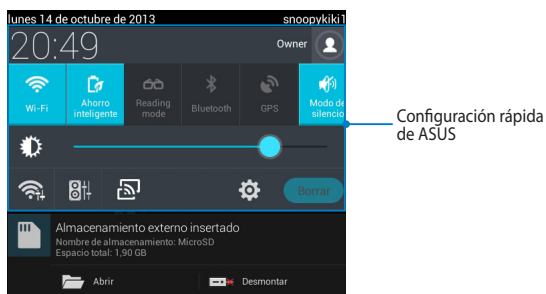 lunes 14 de octubre de 2013 snoopykiki1
20:49 Owner
Wi-Fi
Ahorro
inteligente
Reading
mode
Bluetooth
GPS
Modo de
silencio
Configuración rápida
de ASUS
Borrar
Almacenamiento externo insertado
Nombre de almacenamiento: MicroSD
Espacio total: 1,90 GB
Abrir Desmontar